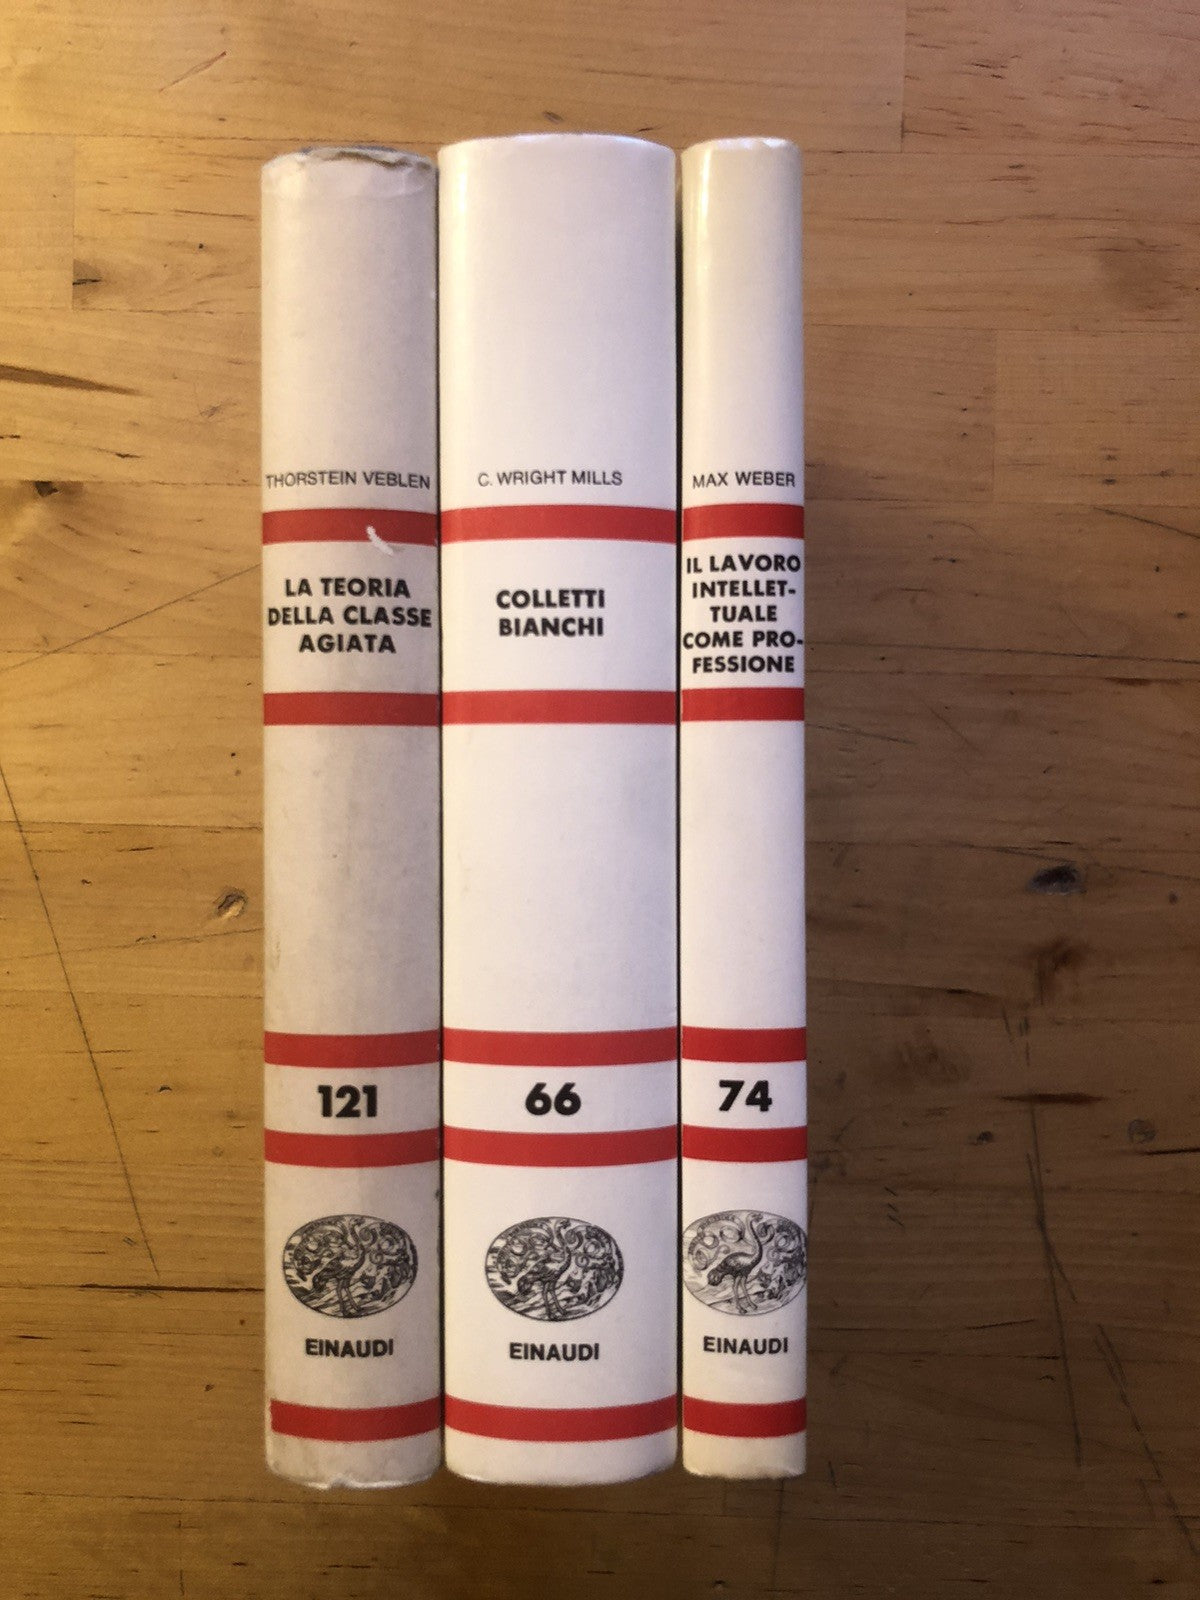 THORSTEIN VEBLEN
LA TEORIA
DELLA CLASSE
AGIATA
121
EINAUDI
C. WRIGHT MILLS
COLLETTI
BIANCHI
66
EINAUDI
MAX WEBER
IL LAVORO
INTELLET-
TUALE
COME PRO-
FESSIONE
74
EINAUDI